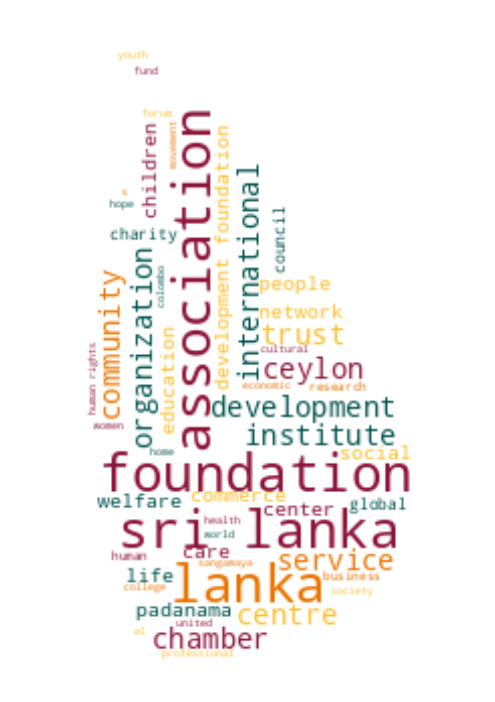 youth
fund
forum
association
movement
children
development foundation
international
a
hope
charity
council
organization
colombo
community
people
network
trust
education
human rights
cultural
ceylon
economic
research
development
women
institute
home
social
foundation
commerce
welfare
global
center
sri lanka
health
world
care
human
service
sangamaya
life
business
lanka
college
society
padanama
centre
united
al
chamber
professional